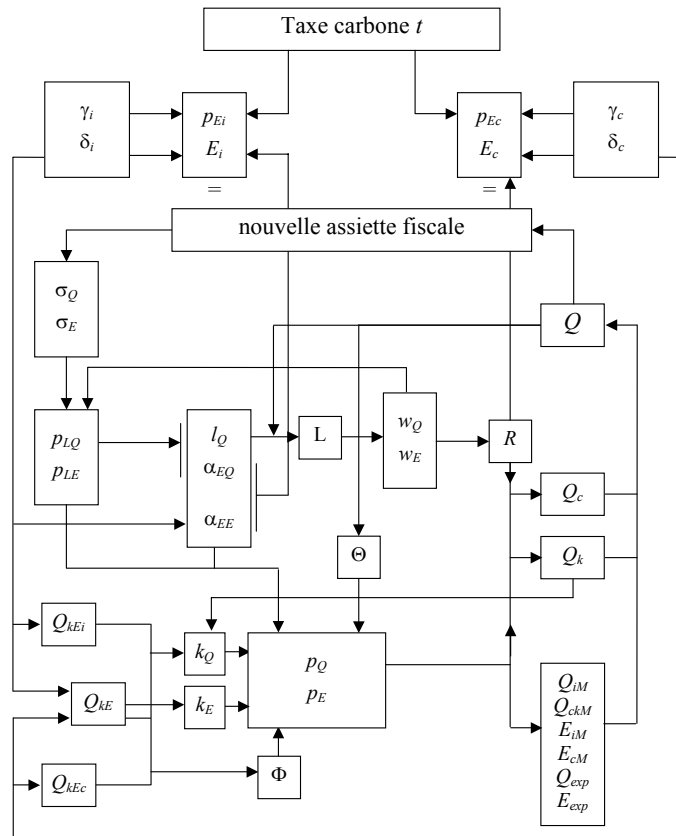 Taxe carbone t
γi
δi
pEi
Ei
=
pEc
Ec
=
γc
δc
nouvelle assiette fiscale
σQ
σE
Q
pLQ
pLE
lQ
αEQ
αEE
L
wQ
wE
R
Qc
Θ
Qk
QkEi
kQ
pQ
pE
QkE
kE
QkEc
Φ
QiM
QckM
EiM
EcM
Qexp
Eexp